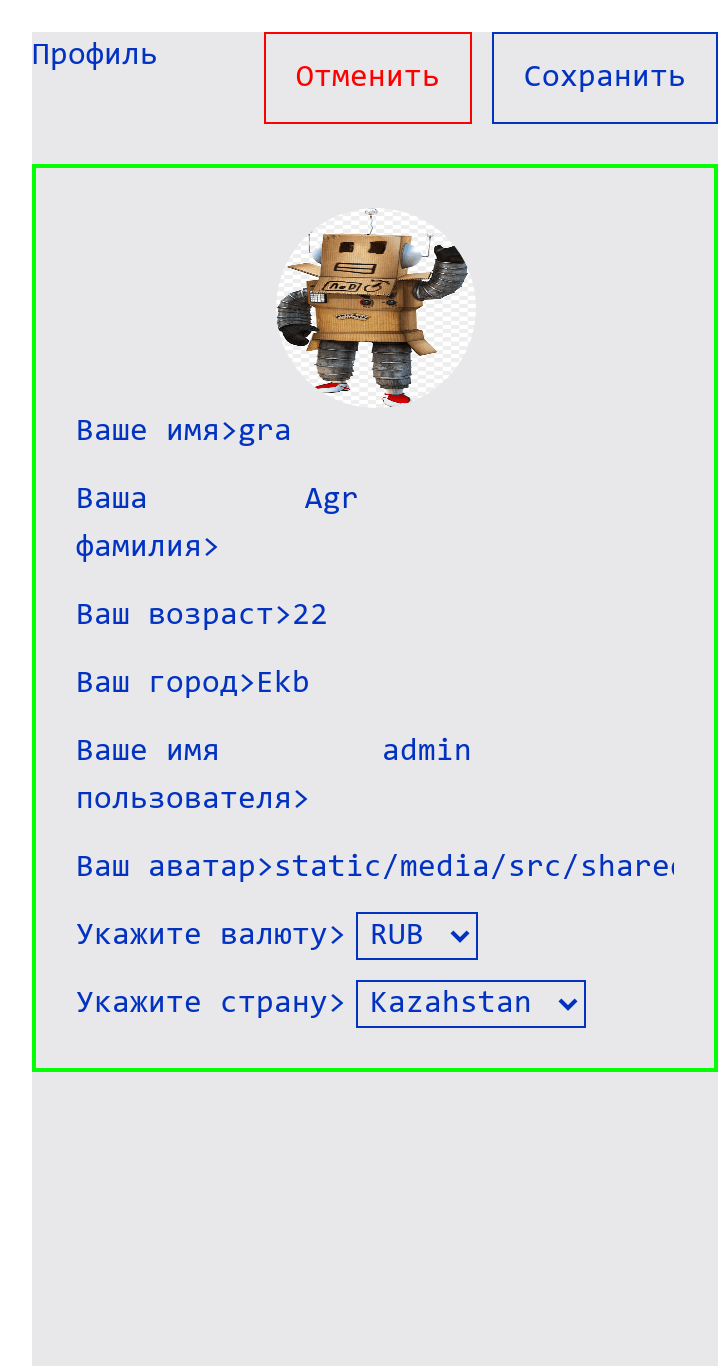 Профиль
Отменить
Сохранить
Ваше имя>gra
Ваша Agr
фамилия>
Ваш возраст>22
Ваш город>Ekb
Ваше имя admin
пользователя>
Ваш аватар>static/media/src/share
Укажите валюту> RUB
Укажите страну> Kazahstan